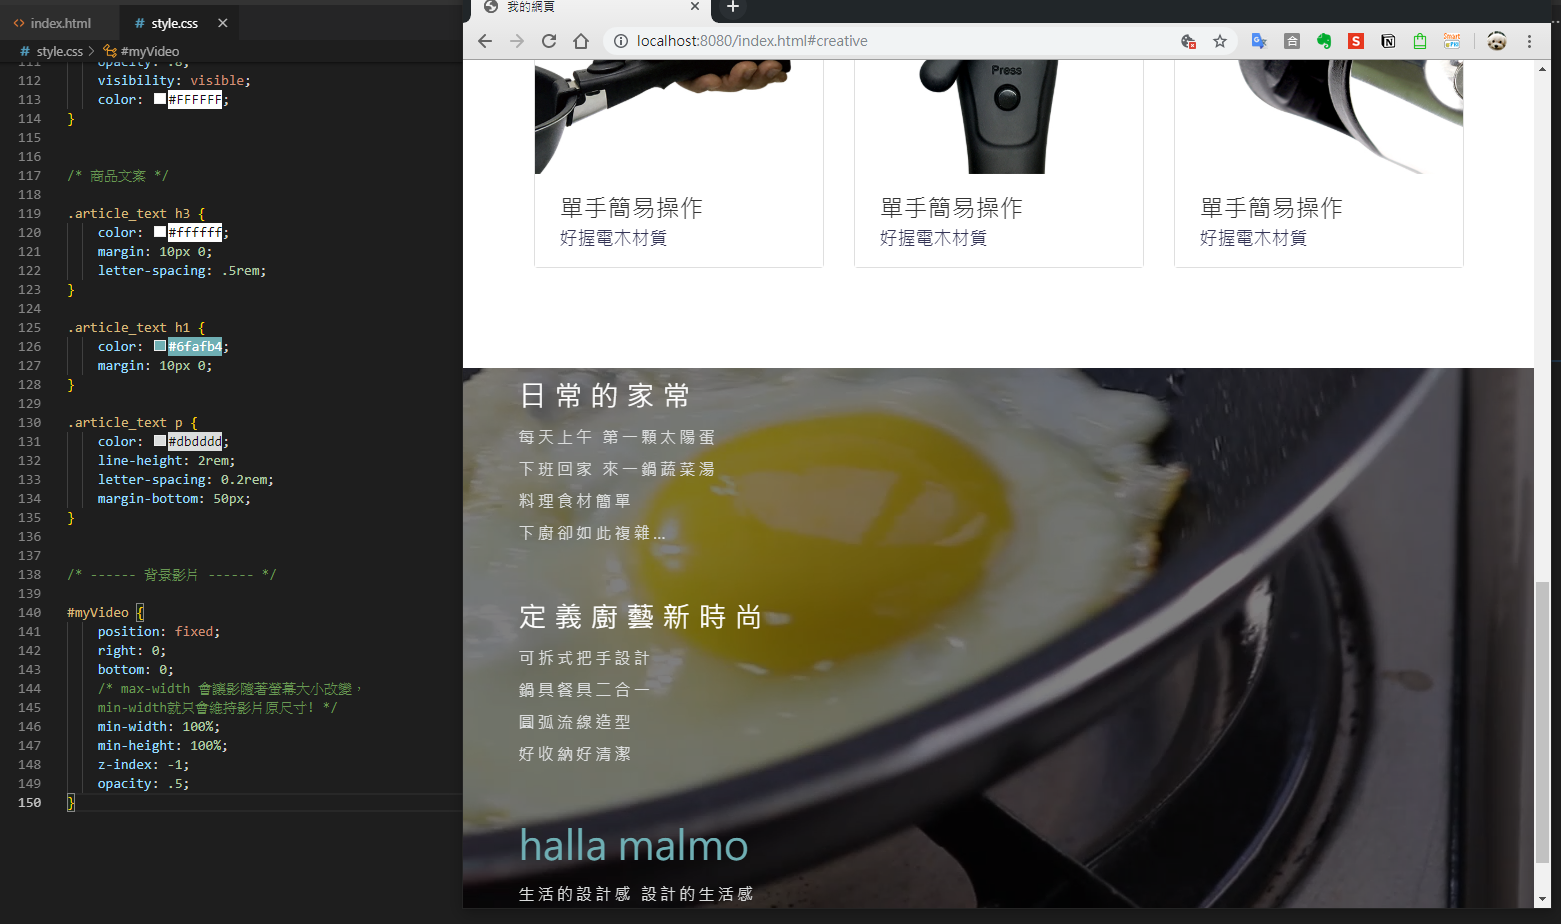 index.html
style.css
style.css > #myVideo
111 opacity: .8;
112 visibility: visible;
113 color: #FFFFFF;
114 }
115
116
117 /* 商品文案 */
118
119 .article_text h3 {
120 color: #ffffff;
121 margin: 10px 0;
122 letter-spacing: .5rem;
123 }
124
125 .article_text h1 {
126 color: #6fafb4;
127 margin: 10px 0;
128 }
129
130 .article_text p {
131 color: #dbdddd;
132 line-height: 2rem;
133 letter-spacing: 0.2rem;
134 margin-bottom: 50px;
135 }
136
137
138 /* ------ 背景影片 ------ */
139
140 #myVideo {
141 position: fixed;
142 right: 0;
143 bottom: 0;
144 /* max-width 會讓影隨著螢幕大小改變，
145 min-width就只會維持影片原尺寸! */
146 min-width: 100%;
147 min-height: 100%;
148 z-index: -1;
149 opacity: .5;
150 }
我的網頁
localhost:8080/index.html#creative
Press
單手簡易操作
好握電木材質
單手簡易操作
好握電木材質
單手簡易操作
好握電木材質
日常的家常
每天上午 第一顆太陽蛋
下班回家 來一鍋蔬菜湯
料理食材簡單
下廚卻如此複雜...
定義廚藝新時尚
可拆式把手設計
鍋具餐具二合一
圓弧流線造型
好收納好清潔
halla malmo
生活的設計感 設計的生活感